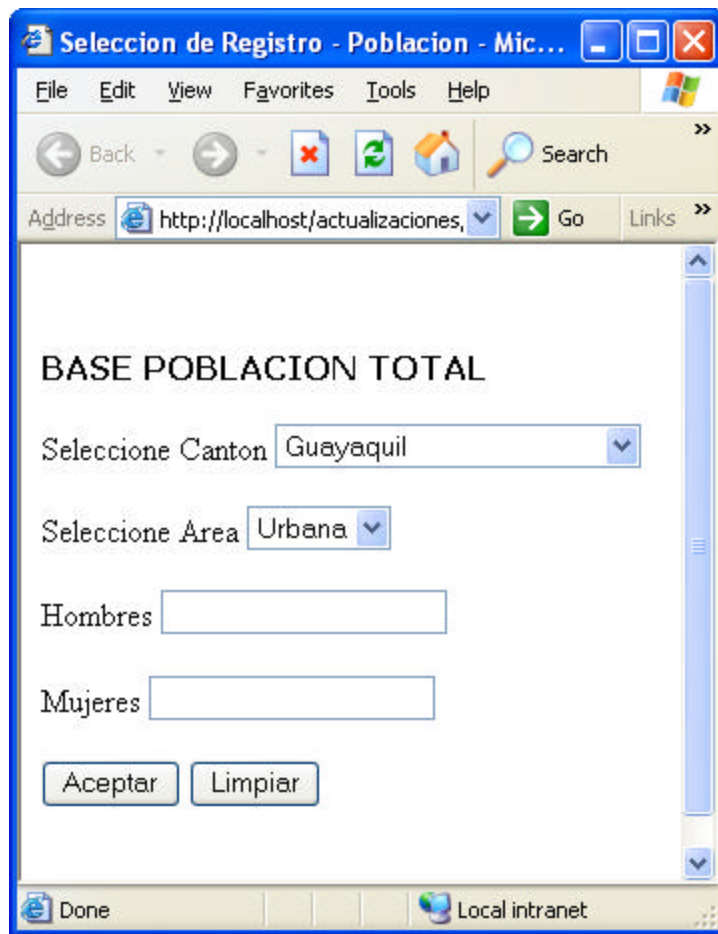 Seleccion de Registro - Poblacion - Mic...
File Edit View Favorites Tools Help
Back Search »
Address http://localhost/actualizaciones, Go Links »
BASE POBLACION TOTAL
Seleccione Canton Guayaquil
Seleccione Area Urbana
Hombres
Mujeres
Aceptar Limpiar
Done Local intranet